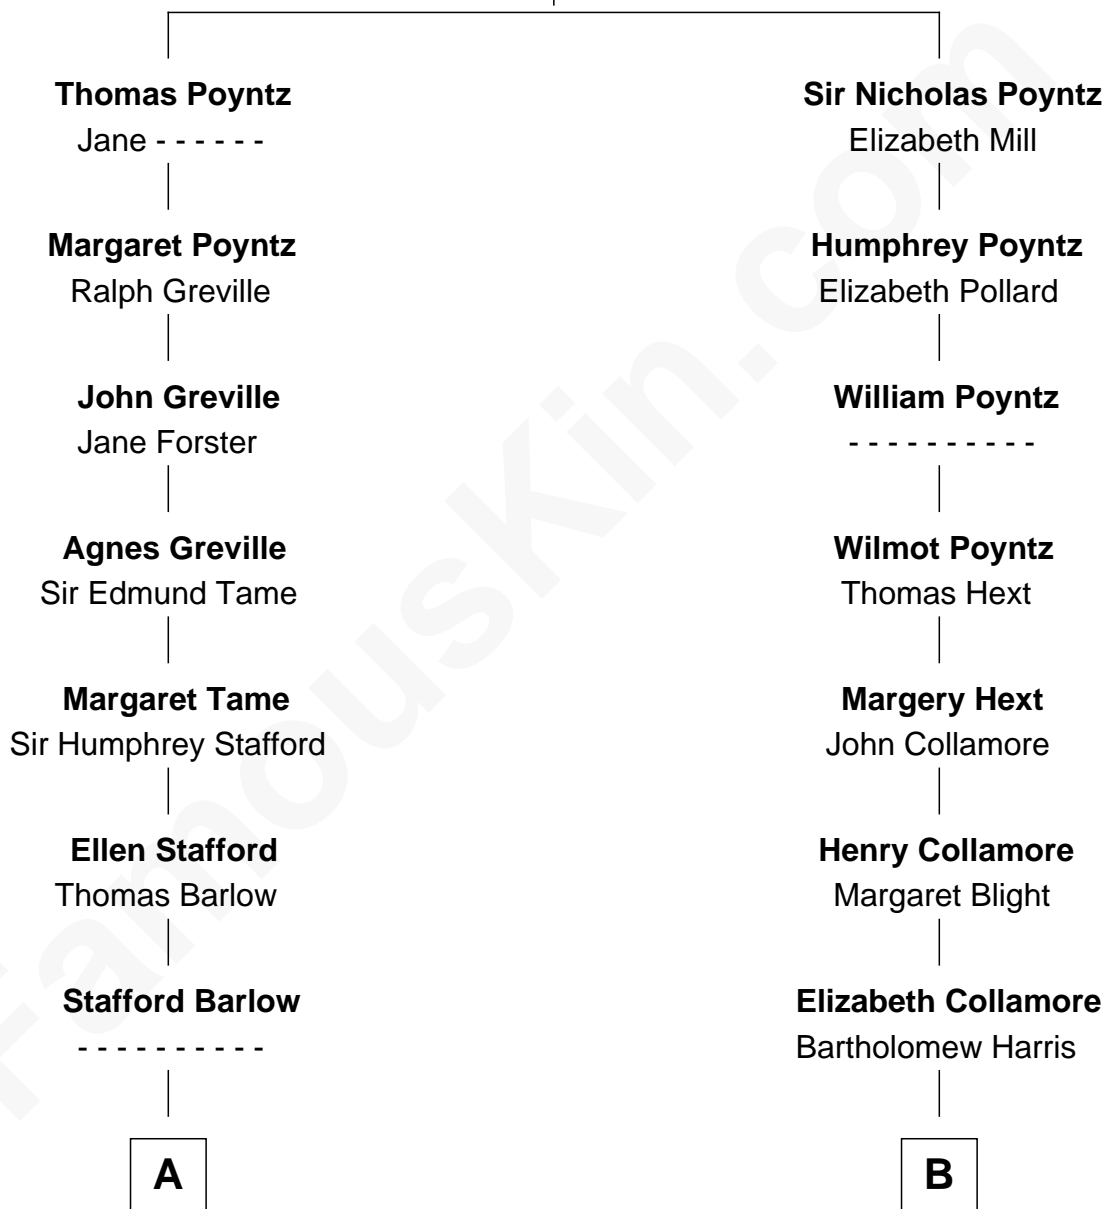 Thomas Poyntz
Jane - - - - - -
Margaret Poyntz
Ralph Greville
John Greville
Jane Forster
Agnes Greville
Sir Edmund Tame
Margaret Tame
Sir Humphrey Stafford
Ellen Stafford
Thomas Barlow
Stafford Barlow
- - - - - - - - - -
A
Sir Nicholas Poyntz
Elizabeth Mill
Humphrey Poyntz
Elizabeth Pollard
William Poyntz
- - - - - - - - - -
Wilmot Poyntz
Thomas Hext
Margery Hext
John Collamore
Henry Collamore
Margaret Blight
Elizabeth Collamore
Bartholomew Harris
B
FamousKin.com